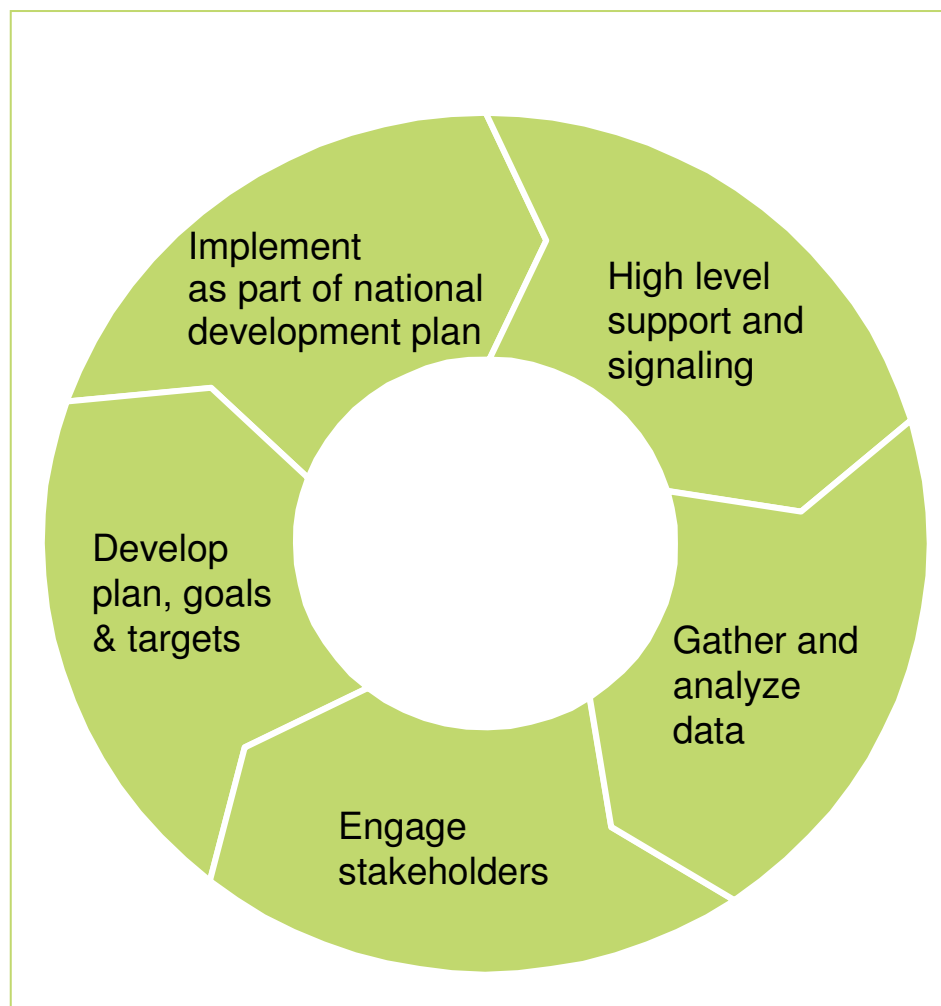 Implement
as part of national
development plan
High level
support and
signaling
Develop
plan, goals
& targets
Gather and
analyze
data
Engage
stakeholders